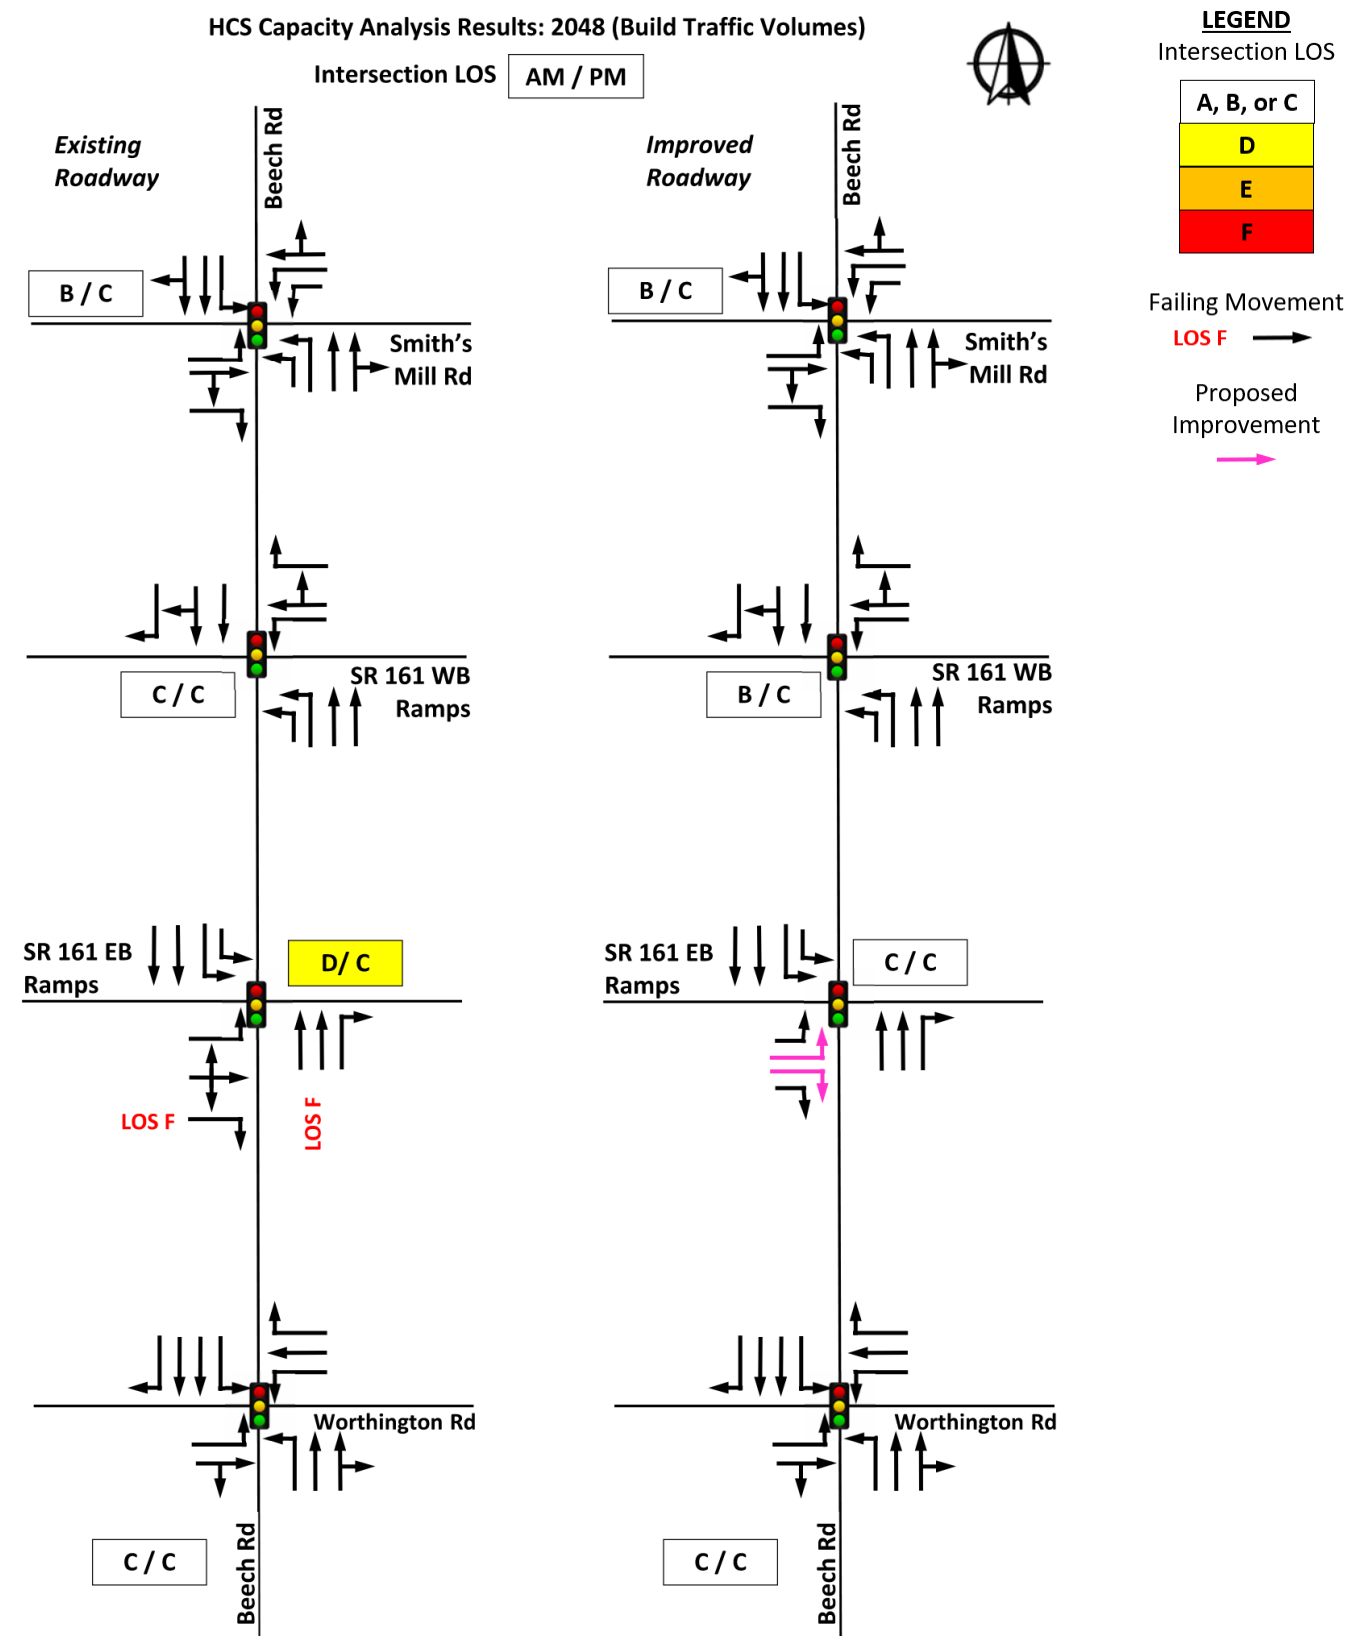 HCS Capacity Analysis Results: 2048 (Build Traffic Volumes)
Intersection LOS
AM / PM
LEGEND
Intersection LOS
A, B, or C
D
E
F
Failing Movement
LOS F
Proposed
Improvement
Existing
Roadway
Beech Rd
B / C
Smith's
Mill Rd
C / C
SR 161 WB
Ramps
SR 161 EB
Ramps
D/ C
LOS F
LOS F
Worthington Rd
C / C
Beech Rd
Improved
Roadway
Beech Rd
B / C
Smith's
Mill Rd
B / C
SR 161 WB
Ramps
SR 161 EB
Ramps
C / C
Worthington Rd
C / C
Beech Rd